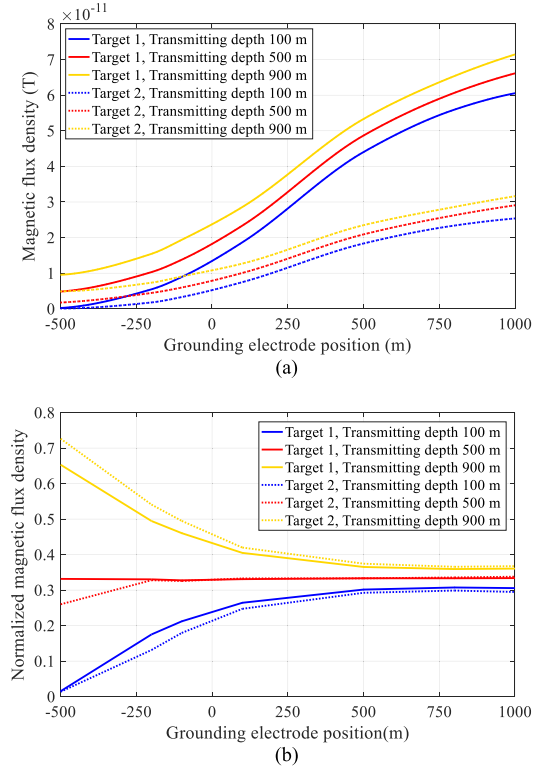 ×10⁻¹¹
8
7
6
5
4
3
2
1
0
Magnetic flux density (T)
Target 1, Transmitting depth 100 m
Target 1, Transmitting depth 500 m
Target 1, Transmitting depth 900 m
Target 2, Transmitting depth 100 m
Target 2, Transmitting depth 500 m
Target 2, Transmitting depth 900 m
-500 -250 0 250 500 750 1000
Grounding electrode position (m)
(a)
0.8
0.7
0.6
0.5
0.4
0.3
0.2
0.1
0
Normalized magnetic flux density
Target 1, Transmitting depth 100 m
Target 1, Transmitting depth 500 m
Target 1, Transmitting depth 900 m
Target 2, Transmitting depth 100 m
Target 2, Transmitting depth 500 m
Target 2, Transmitting depth 900 m
-500 -250 0 250 500 750 1000
Grounding electrode position(m)
(b)